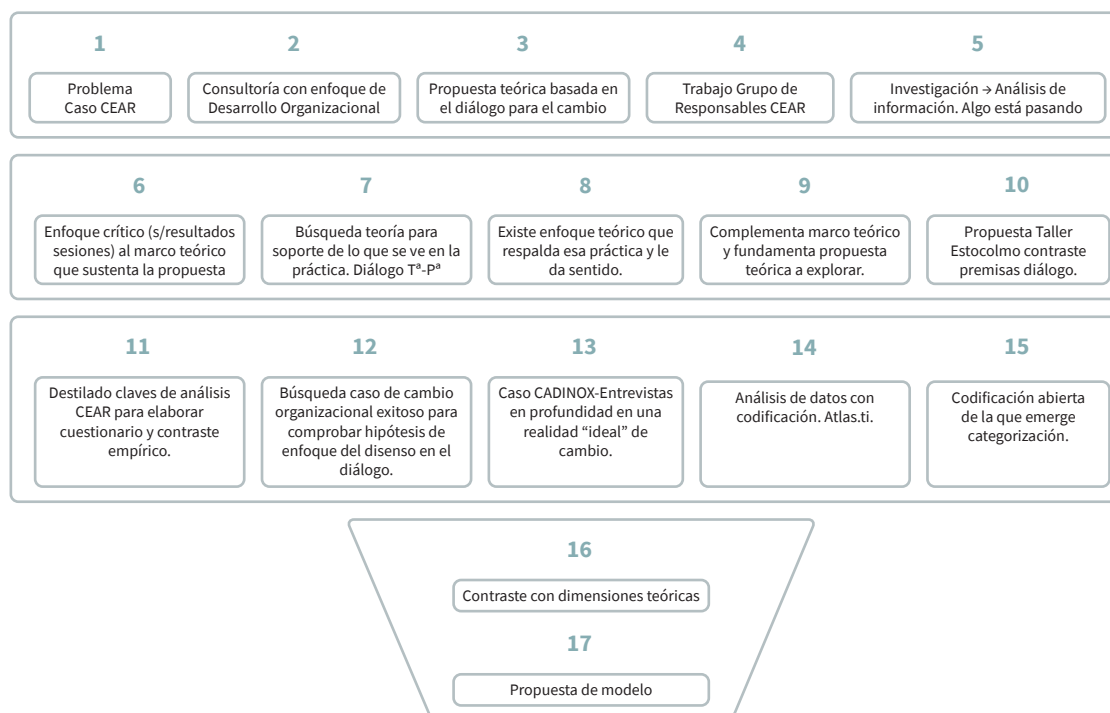 1
2
3
4
5
Problema
Caso CEAR
Consultoría con enfoque de
Desarrollo Organizacional
Propuesta teórica basada en
el diálogo para el cambio
Trabajo Grupo de
Responsables CEAR
Investigación → Análisis de
información. Algo está pasando
6
7
8
9
10
Enfoque crítico (s/resultados
sesiones) al marco teórico
que sustenta la propuesta
Búsqueda teoría para
soporte de lo que se ve en la
práctica. Diálogo Tª-Pª
Existe enfoque teórico que
respalda esa práctica y le
da sentido.
Complementa marco teórico
y fundamenta propuesta
teórica a explorar.
Propuesta Taller
Estocolmo contraste
premisas diálogo.
11
12
13
14
15
Destilado claves de análisis
CEAR para elaborar
cuestionario y contraste
empírico.
Búsqueda caso de cambio
organizacional exitoso para
comprobar hipótesis de
enfoque del disenso en el
diálogo.
Caso CADINOX-Entrevistas
en profundidad en una
realidad “ideal” de
cambio.
Análisis de datos con
codificación. Atlas.ti.
Codificación abierta
de la que emerge
categorización.
16
Contraste con dimensiones teóricas
17
Propuesta de modelo